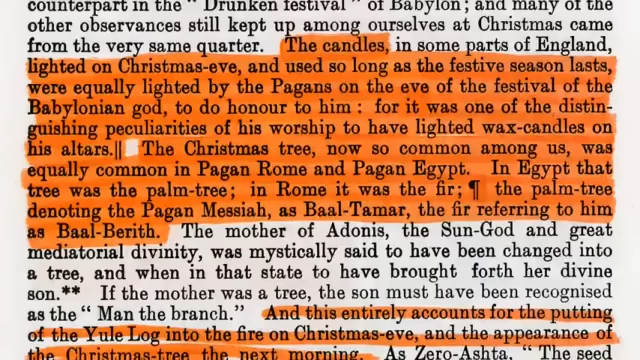 counterpart in the “ Drunken festival ” of Babylon ; and many of the
other observances still kept up among ourselves at Christmas came
from the very same quarter. The candles, in some parts of England,
lighted on Christmas-eve, and used so long as the festive season lasts,
were equally lighted by the Pagans on the eve of the festival of the
Babylonian god, to do honour to him : for it was one of the distin-
guishing peculiarities of his worship to have lighted wax-candles on
his altars.‖ The Christmas tree, now so common among us, was
equally common in Pagan Rome and Pagan Egypt. In Egypt that
tree was the palm-tree ; in Rome it was the fir ; ¶ the palm-tree
denoting the Pagan Messiah, as Baal-Tamar, the fir referring to him
as Baal-Berith. The mother of Adonis, the Sun-God and great
mediatorial divinity, was mystically said to have been changed into
a tree, and when in that state to have brought forth her divine
son.** If the mother was a tree, the son must have been recognised
as the “ Man the branch.” And this entirely accounts for the putting
of the Yule Log into the fire on Christmas-eve, and the appearance of
the Christmas-tree the next morning. As Zero-Ashta, “ The seed